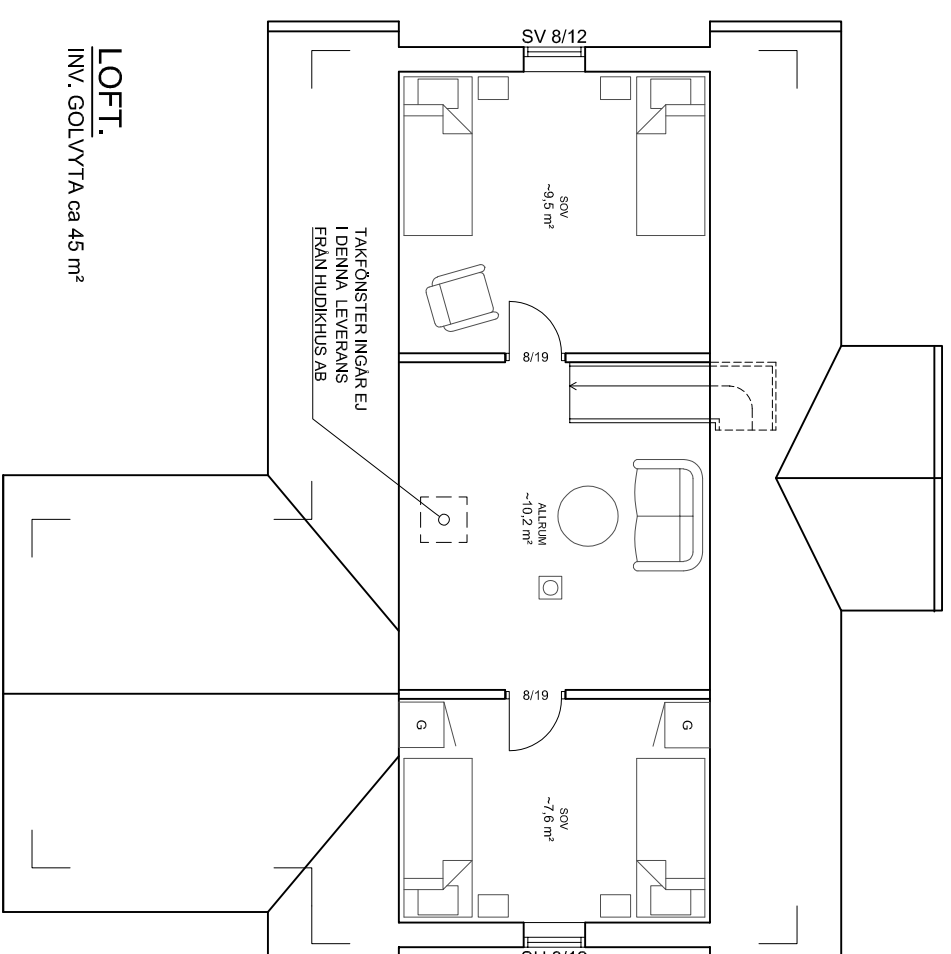 LOFT.
INV. GOLVYTA ca 45 m²
SV 8/12
SOV
~9,5 m²
TAKFÖNSTER INGÅR EJ
I DENNA LEVERANS
FRÅN HUDIKHUS AB
8/19
ALLRUM
~10,2 m²
8/19
G
G
SOV
~7,6 m²